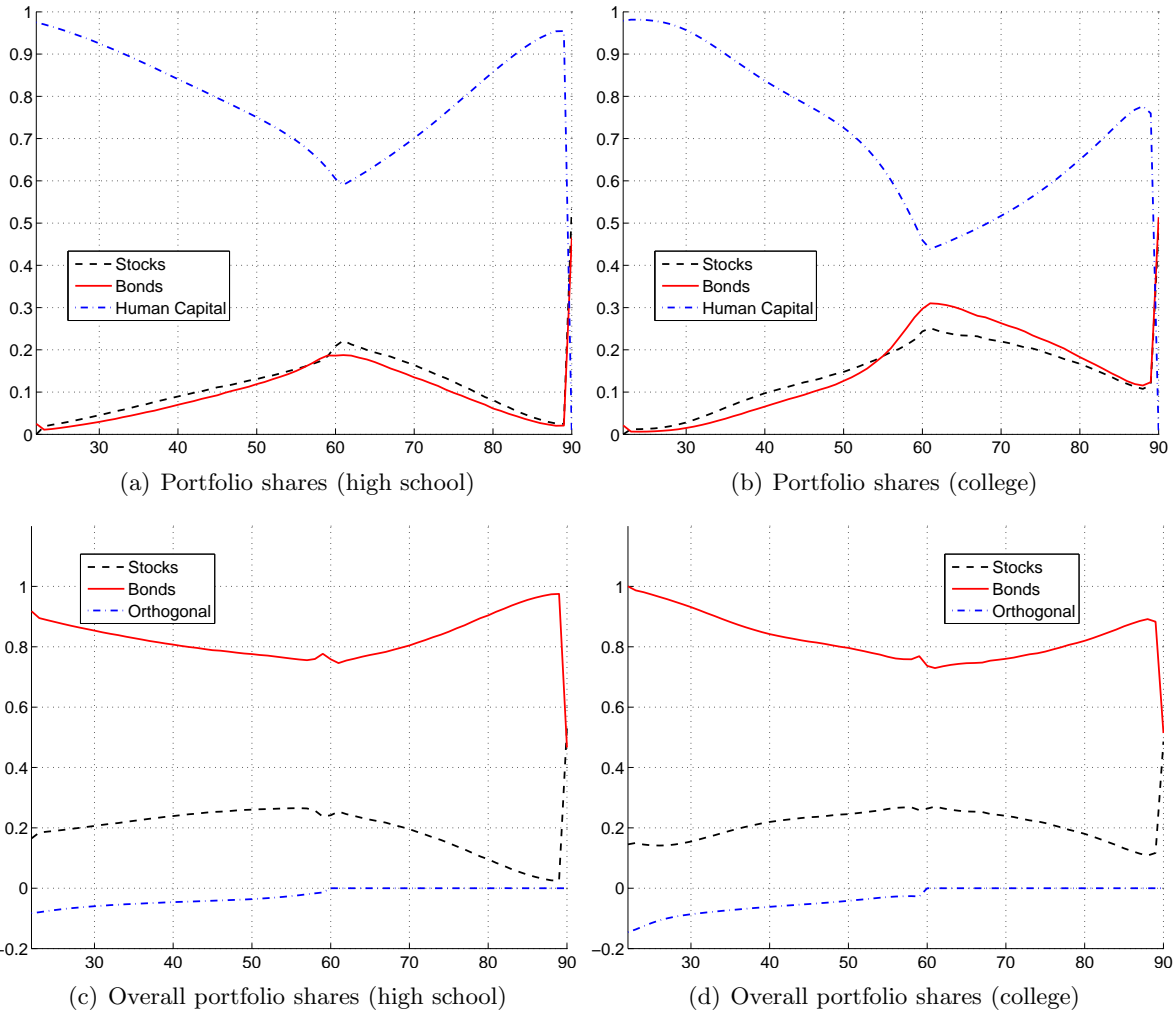 1
0.9
0.8
0.7
0.6
0.5
0.4
0.3
0.2
0.1
0
Stocks
Bonds
Human Capital
30 40 50 60 70 80 90
(a) Portfolio shares (high school)
1
0.9
0.8
0.7
0.6
0.5
0.4
0.3
0.2
0.1
0
Stocks
Bonds
Human Capital
30 40 50 60 70 80 90
(b) Portfolio shares (college)
1
0.8
0.6
0.4
0.2
0
-0.2
Stocks
Bonds
Orthogonal
30 40 50 60 70 80 90
(c) Overall portfolio shares (high school)
1
0.8
0.6
0.4
0.2
0
−0.2
Stocks
Bonds
Orthogonal
30 40 50 60 70 80 90
(d) Overall portfolio shares (college)